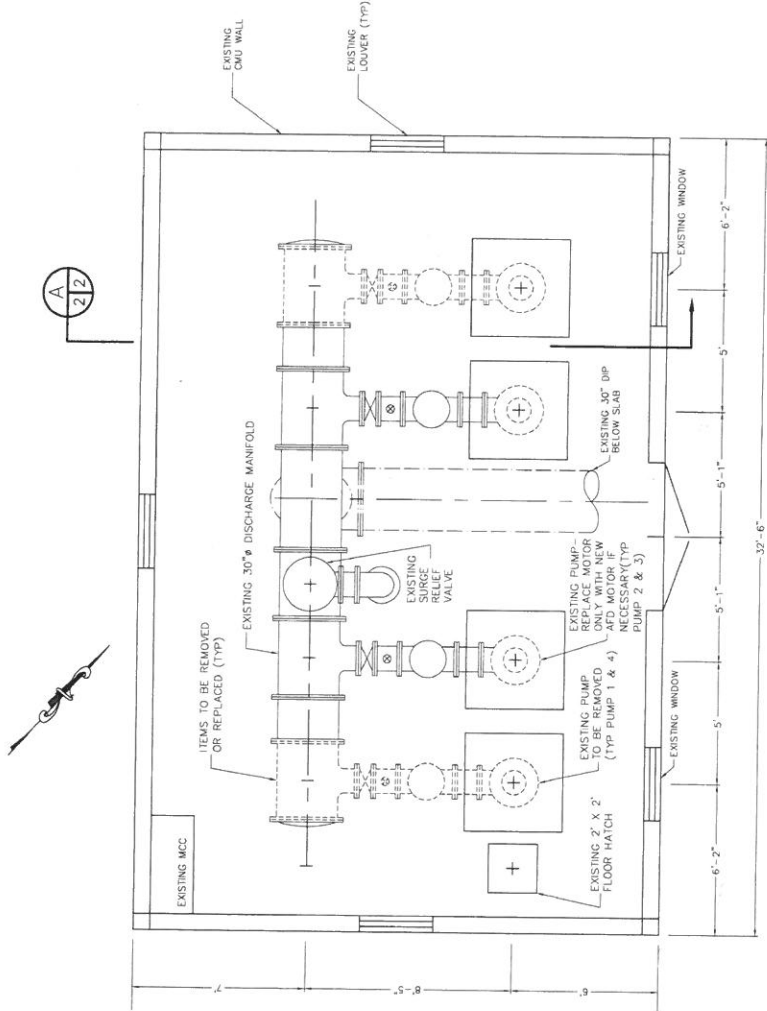 EXISTING
CMU WALL
EXISTING
LOUVER (TYP)
A
2
2
EXISTING 30"ø DISCHARGE MANIFOLD
ITEMS TO BE REMOVED
OR REPLACED (TYP)
EXISTING MCC
EXISTING
SURGE
RELIEF
VALVE
EXISTING 30" DIP
BELOW SLAB
EXISTING PUMP-
REPLACE MOTOR
ONLY WITH NEW
AFD MOTOR IF
NECESSARY(TYP
PUMP 2 & 3)
EXISTING PUMP
TO BE REMOVED
(TYP PUMP 1 & 4)
EXISTING 2' X 2'
FLOOR HATCH
EXISTING WINDOW
EXISTING WINDOW
7'
8'-5"
6'
6'-2"
5'
5'-1"
5'-1"
5'
6'-2"
32'-6"